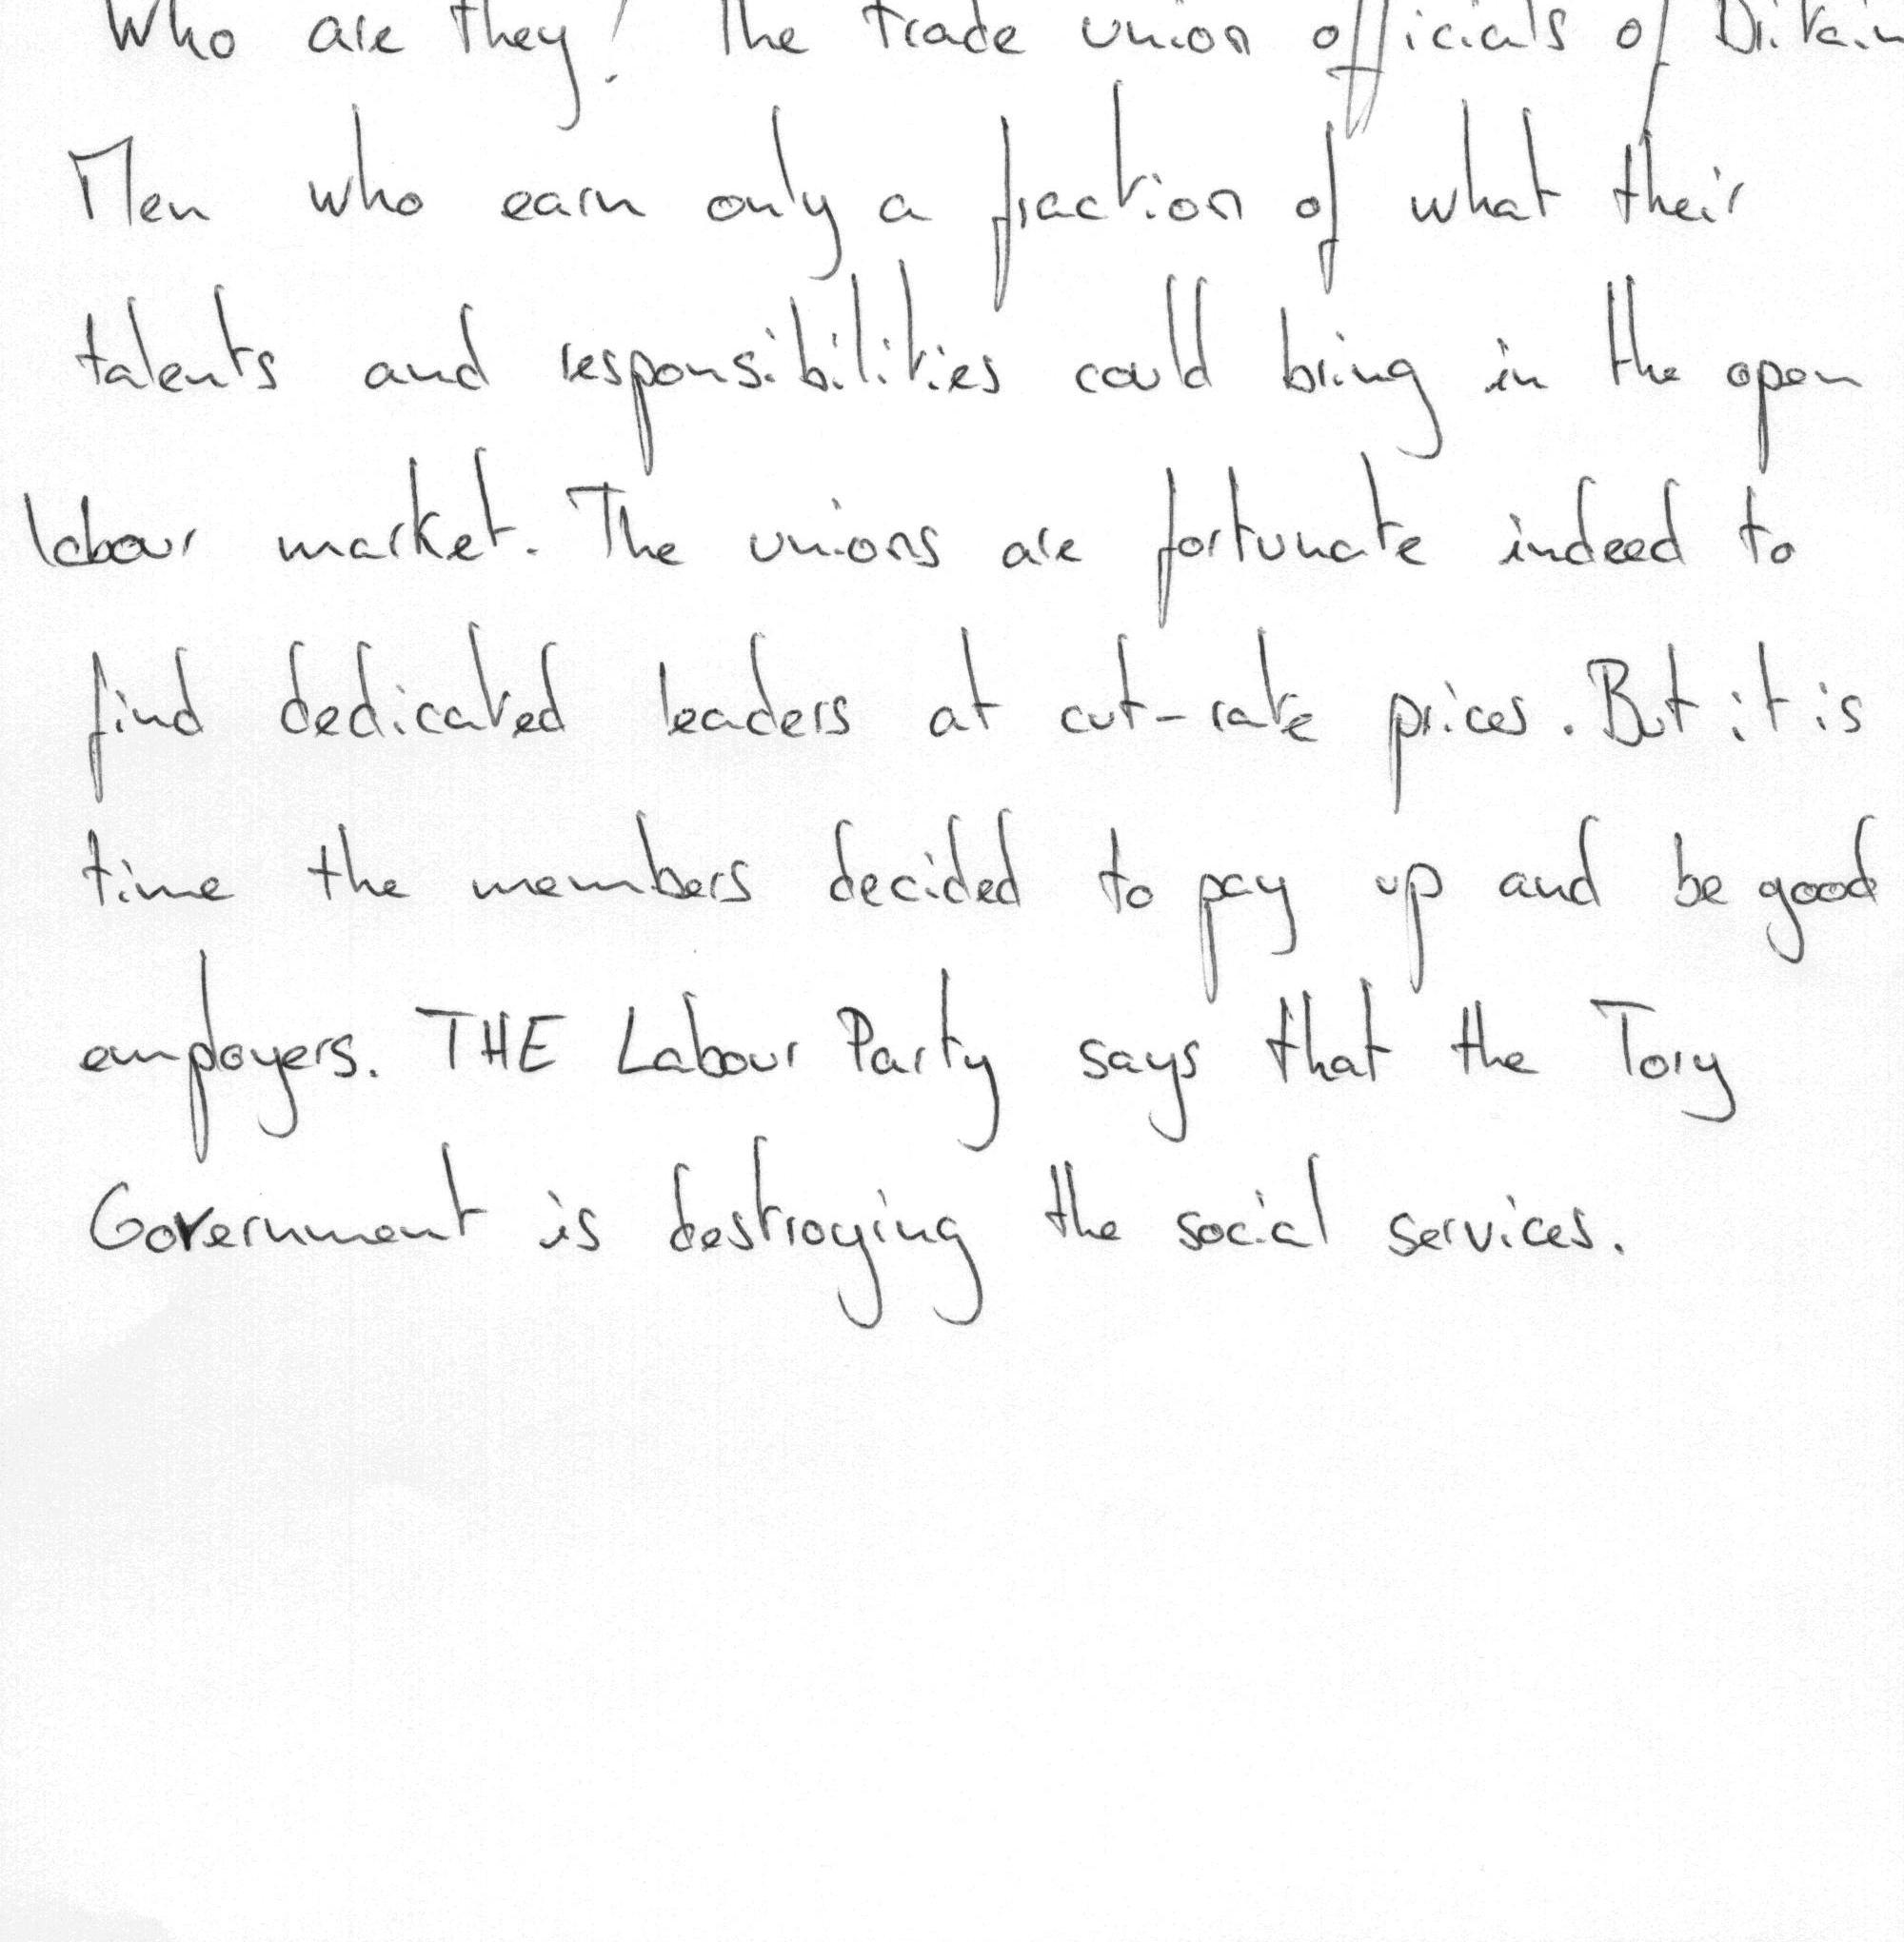 Who are they? The trade union officials of Britain
Men who earn only a fraction of what their
talents and responsibilities could bring in the open
labour market. The unions are fortunate indeed to
find dedicated leaders at cut-rate prices. But it is
time the members decided to pay up and be good
employers. THE Labour Party says that the Tory
Government is destroying the social services.